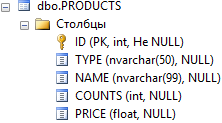 dbo.PRODUCTS
Столбцы
ID (PK, int, Не NULL)
TYPE (nvarchar(50), NULL)
NAME (nvarchar(99), NULL)
COUNTS (int, NULL)
PRICE (float, NULL)